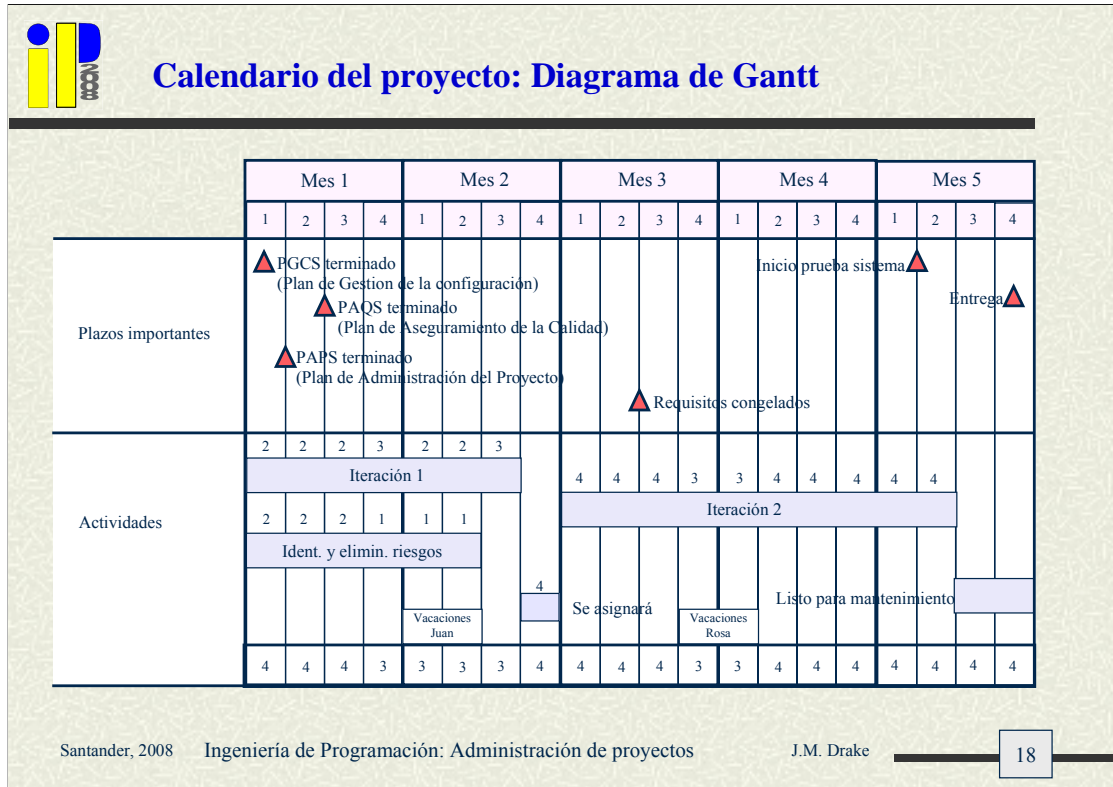 iiP 2008
Calendario del proyecto: Diagrama de Gantt
Mes 1 Mes 2 Mes 3 Mes 4 Mes 5
1 2 3 4 1 2 3 4 1 2 3 4 1 2 3 4 1 2 3 4
Plazos importantes
PGCS terminado
(Plan de Gestion de la configuración)
PAQS terminado
(Plan de Aseguramiento de la Calidad)
PAPS terminado
(Plan de Administración del Proyecto)
Requisitos congelados
Inicio prueba sistema
Entrega
Actividades
2 2 2 3 2 2 3
Iteración 1
4 4 4 3 3 4 4 4 4 4
Iteración 2
2 2 2 1 1 1
Ident. y elimin. riesgos
4
Se asignará
Listo para mantenimiento
Vacaciones
Juan
Vacaciones
Rosa
4 4 4 3 3 3 3 4 4 4 4 3 3 4 4 4 4 4 4 4
Santander, 2008 Ingeniería de Programación: Administración de proyectos J.M. Drake 18